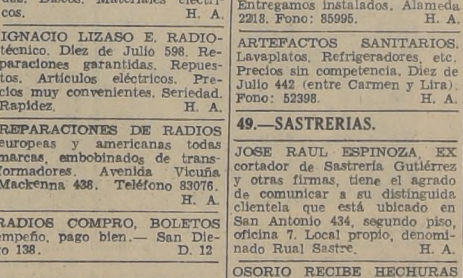 das. Discos. Materiales eléctri-
cos. H. A.
IGNACIO LIZASO E. RADIO-
técnico. Diez de Julio 598. Re-
paraciones garantidas. Repues-
tos. Artículos eléctricos. Pre-
cios muy convenientes. Seriedad.
Rapidez. H. A.
REPARACIONES DE RADIOS
europeas y americanas todas
marcas, embobinados de trans-
formadores. Avenida Vicuña
Mackenna 438. Teléfono 83076.
H. A.
RADIOS COMPRO, BOLETOS
empeño, pago bien.— San Die-
go 138. D. 12
Entregamos instalados. Alameda
2218. Fono: 85995. H. A.
ARTEFACTOS SANITARIOS.
Lavaplatos, Refrigeradores, etc.
Precios sin competencia. Diez de
Julio 442 (entre Carmen y Lira).
Fono: 52398. H. A.
49.—SASTRERIAS.
JOSE RAUL ESPINOZA, EX
cortador de Sastrería Gutiérrez
y otras firmas, tiene el agrado
de comunicar a su distinguida
clientela que está ubicado en
San Antonio 434, segundo piso,
oficina 7. Local propio, denomi-
nado Rual Sastre. H. A.
OSORIO RECIBE HECHURAS